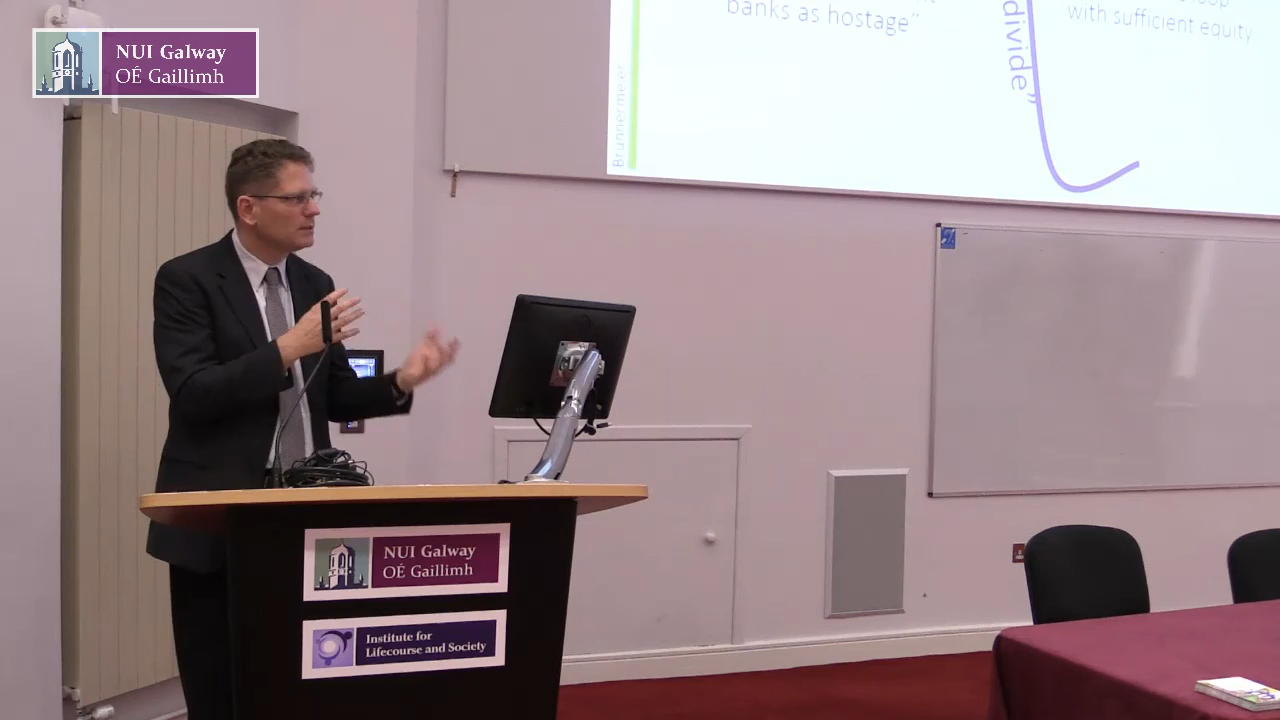 NUI Galway
OÉ Gaillimh
banks as hostage”
divide”
with sufficient equity
Brunnermeier
NUI Galway
OÉ Gaillimh
Institute for
Lifecourse and Society